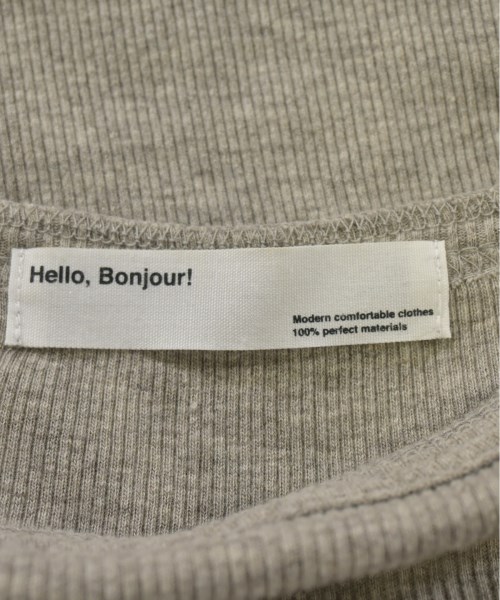 Hello, Bonjour!
Modern comfortable clothes
100% perfect materials